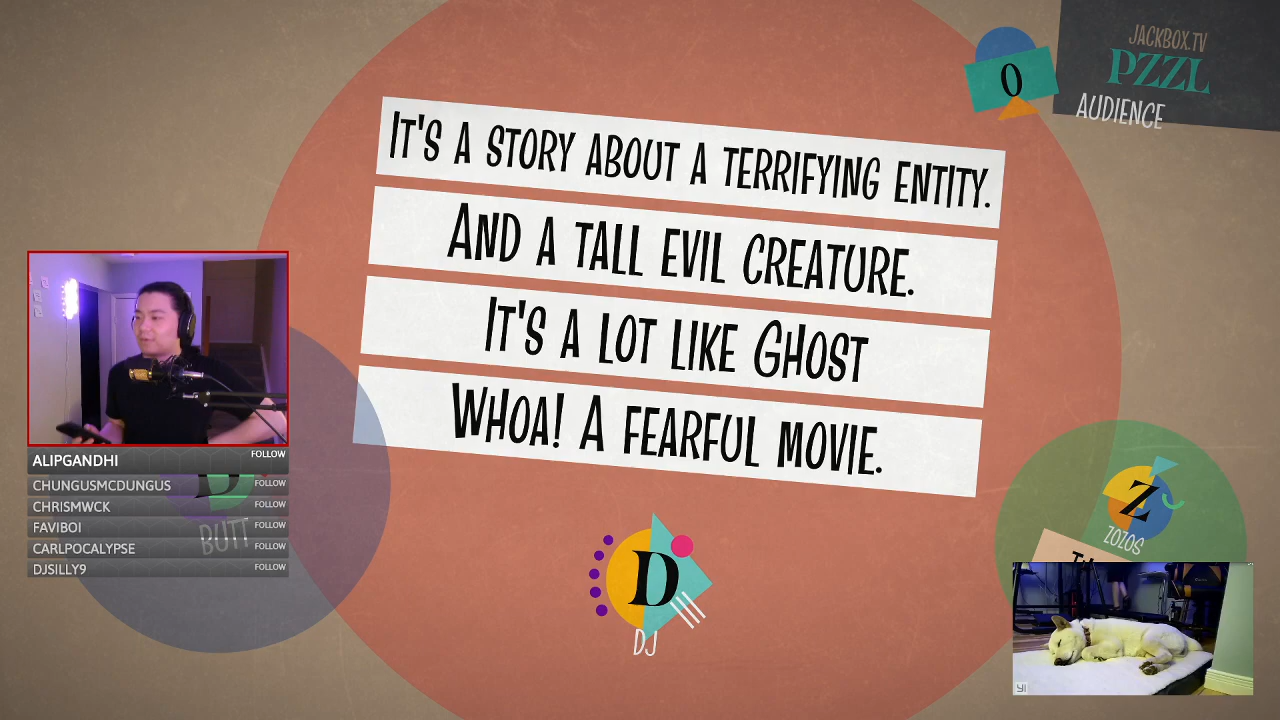 JACKBOX.TV
PZZL
AUDIENCE
0
IT'S A STORY ABOUT A TERRIFYING ENTITY.
AND A TALL EVIL CREATURE.
IT'S A LOT LIKE GHOST
WHOA! A FEARFUL MOVIE.
ALIPGANDHI FOLLOW
CHUNGUSMCDUNGUS FOLLOW
CHRISMWCK FOLLOW
FAVIBOI FOLLOW
CARLPOCALYPSE FOLLOW
DJSILLY9 FOLLOW
D
BUTT
D
DJ
Z
ZOZOS
YI